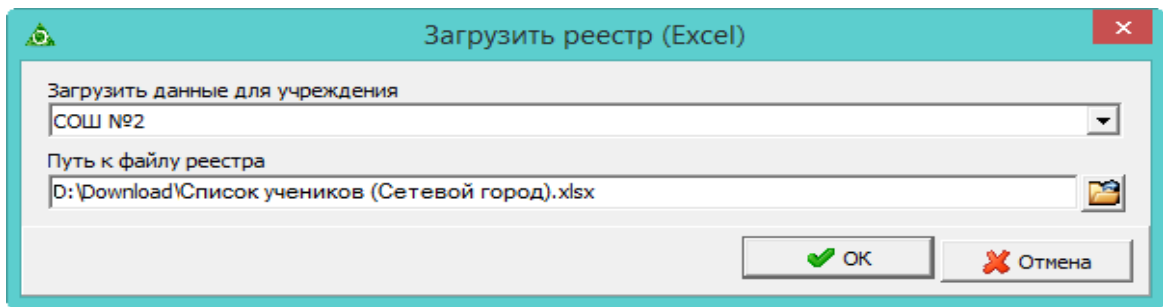 Загрузить реестр (Excel)
Загрузить данные для учреждения
СОШ №2
Путь к файлу реестра
D:\Download\Список учеников (Сетевой город).xlsx
OK
Отмена